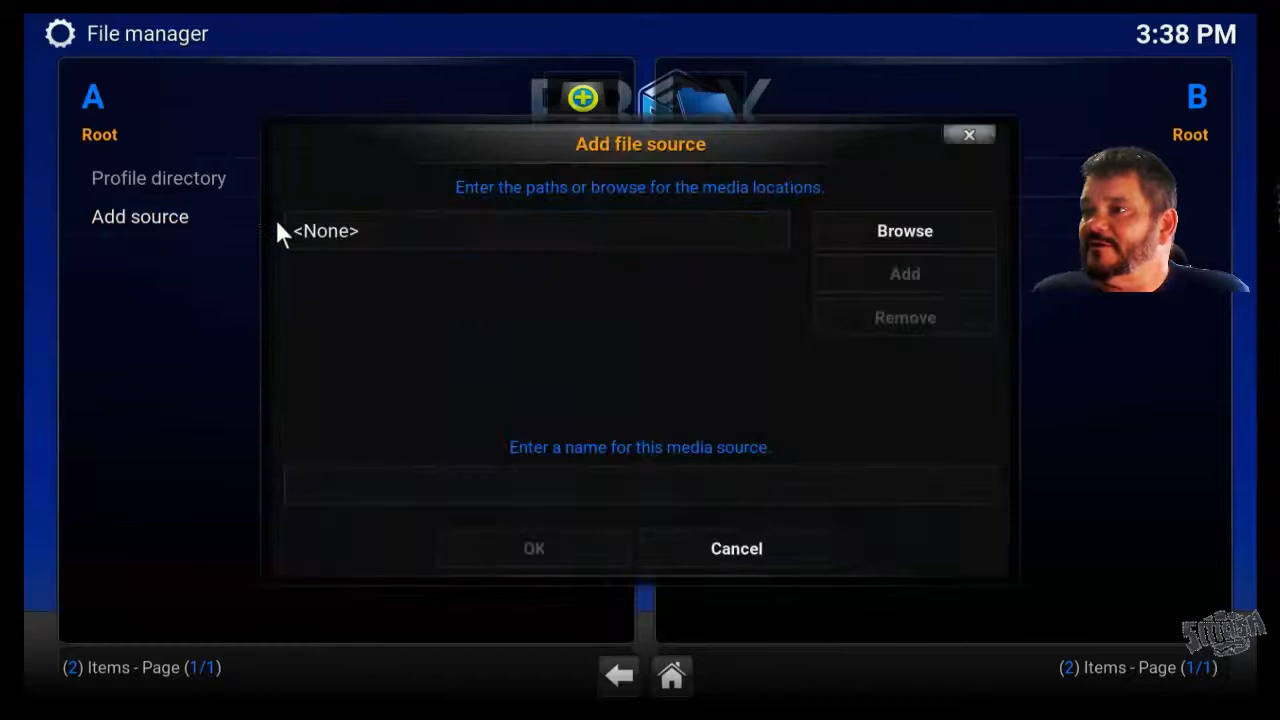 File manager
3:38 PM
A
B
Root
Root
Add file source
Profile directory
Enter the paths or browse for the media locations.
Add source
<None>
Browse
Add
Remove
Enter a name for this media source.
OK
Cancel
(2) Items - Page (1/1)
(2) Items - Page (1/1)